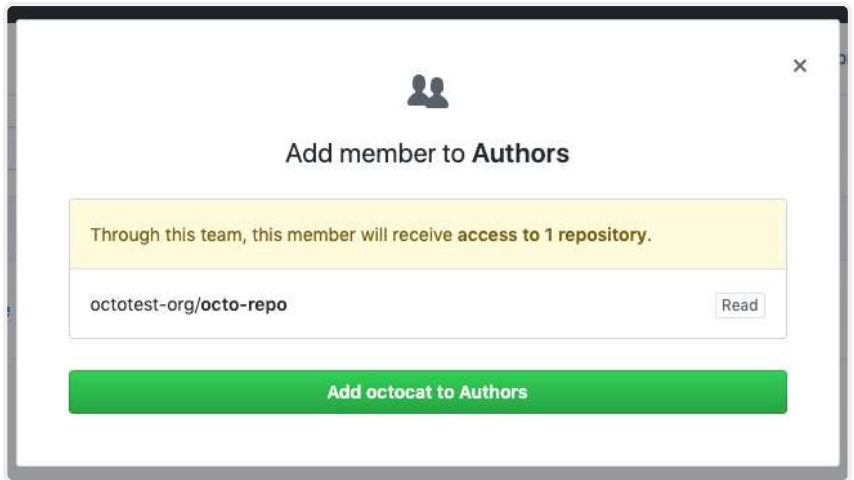 Add member to Authors
Through this team, this member will receive access to 1 repository.
octotest-org/octo-repo
Read
Add octocat to Authors